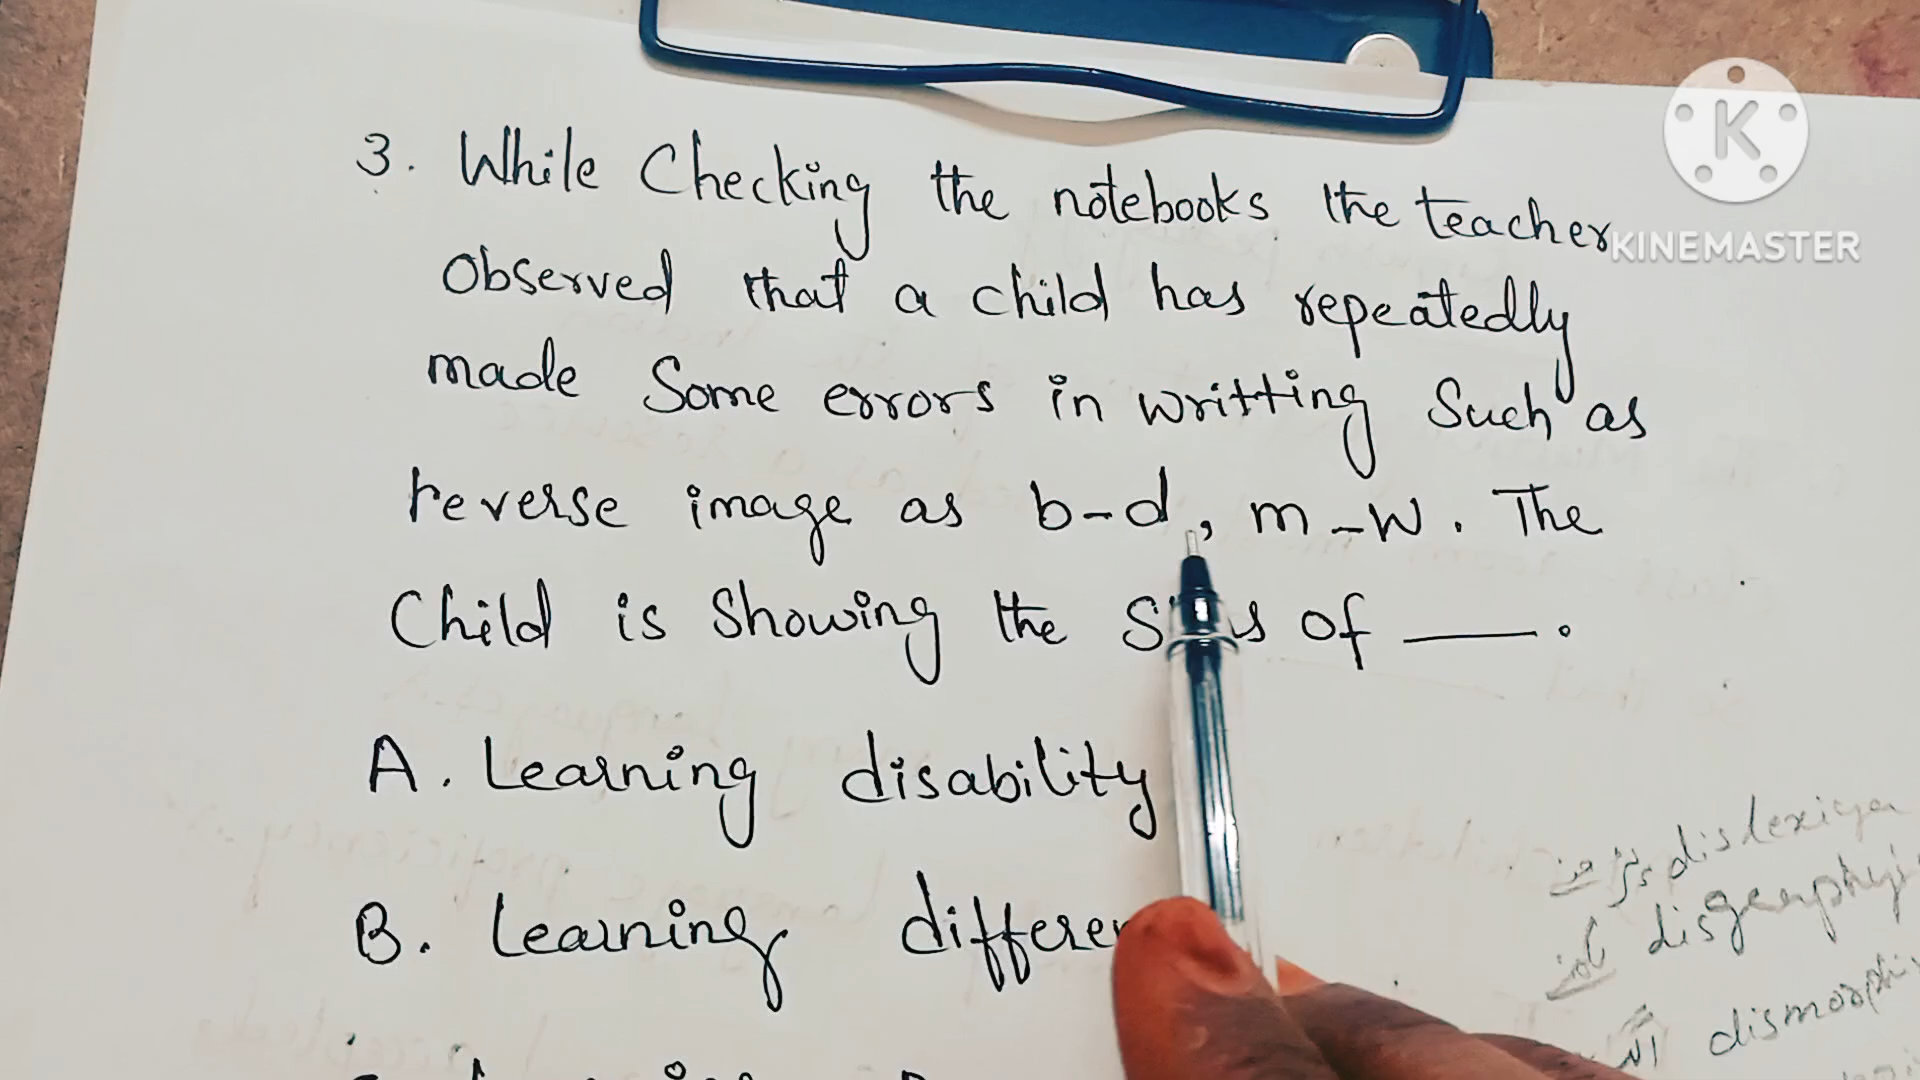 3. While Checking the notebooks the teacher
KINEMASTER
Observed that a child has repeatedly
made Some errors in writting Such as
reverse image as b-d, m-w. The
Child is Showing the of ___.
A. Learning disability
B. Learning
dislexiya